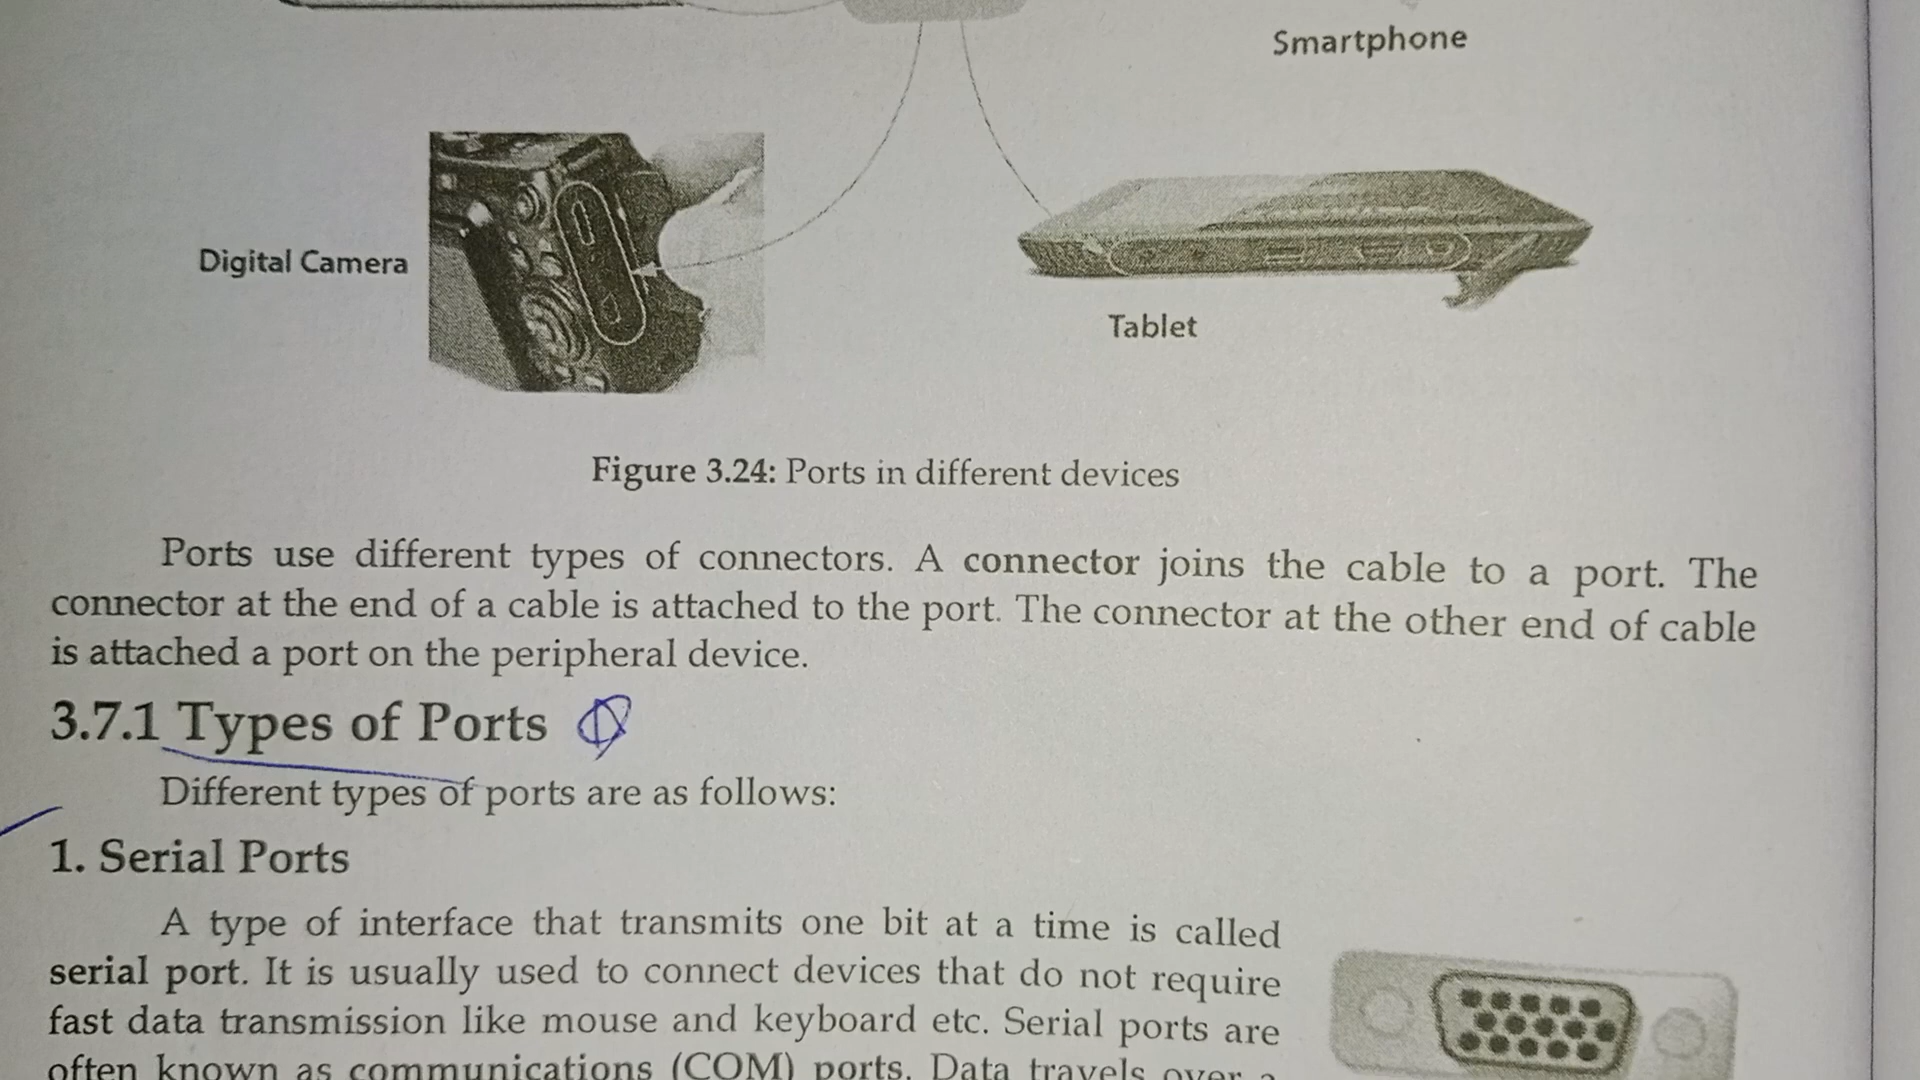 Smartphone
Digital Camera
Tablet
Figure 3.24: Ports in different devices
Ports use different types of connectors. A connector joins the cable to a port. The
connector at the end of a cable is attached to the port. The connector at the other end of cable
is attached a port on the peripheral device.
3.7.1 Types of Ports
Different types of ports are as follows:
1. Serial Ports
A type of interface that transmits one bit at a time is called
serial port. It is usually used to connect devices that do not require
fast data transmission like mouse and keyboard etc. Serial ports are
often known as communications (COM) ports. Data travels over a